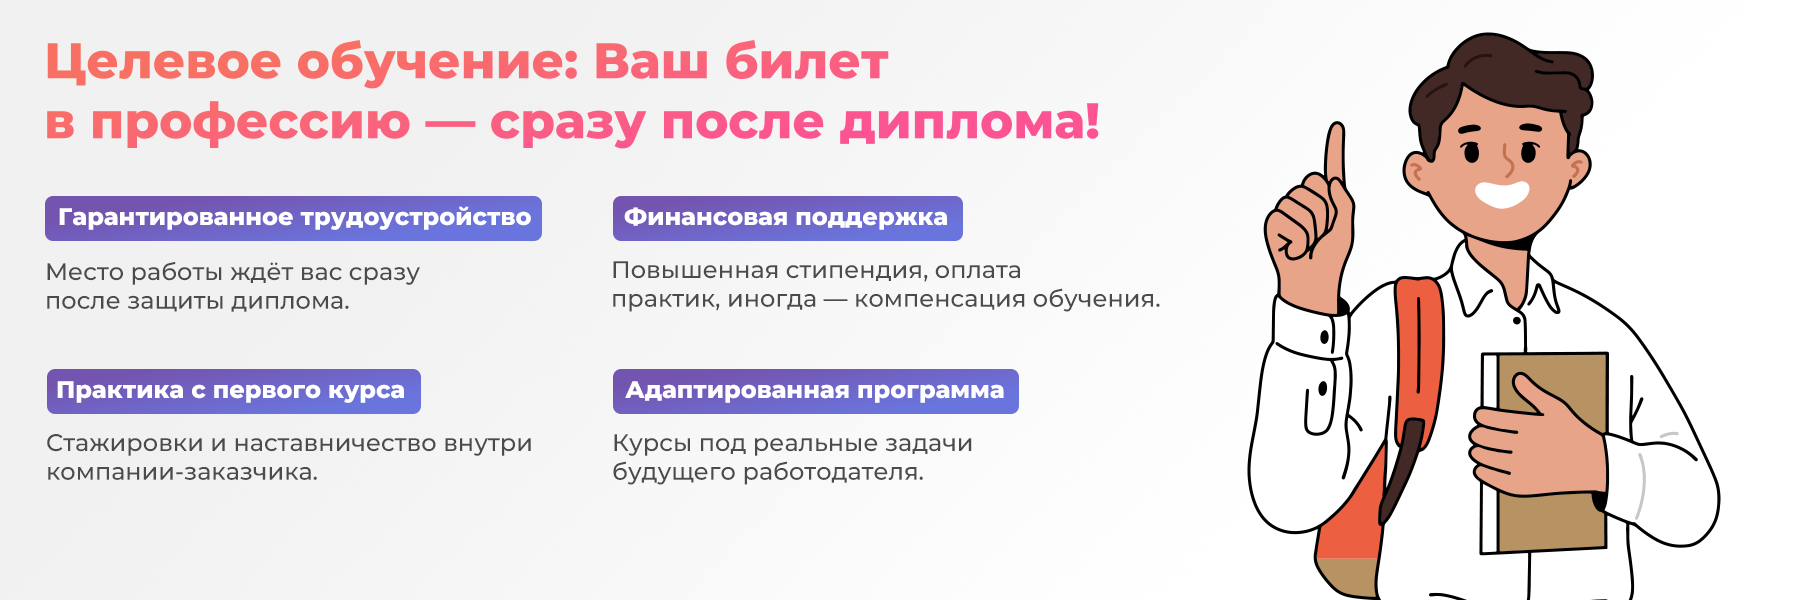 Целевое обучение: Ваш билет
в профессию — сразу после диплома!
Гарантированное трудоустройство
Место работы ждёт вас сразу
после защиты диплома.
Финансовая поддержка
Повышенная стипендия, оплата
практик, иногда — компенсация обучения.
Практика с первого курса
Стажировки и наставничество внутри
компании-заказчика.
Адаптированная программа
Курсы под реальные задачи
будущего работодателя.